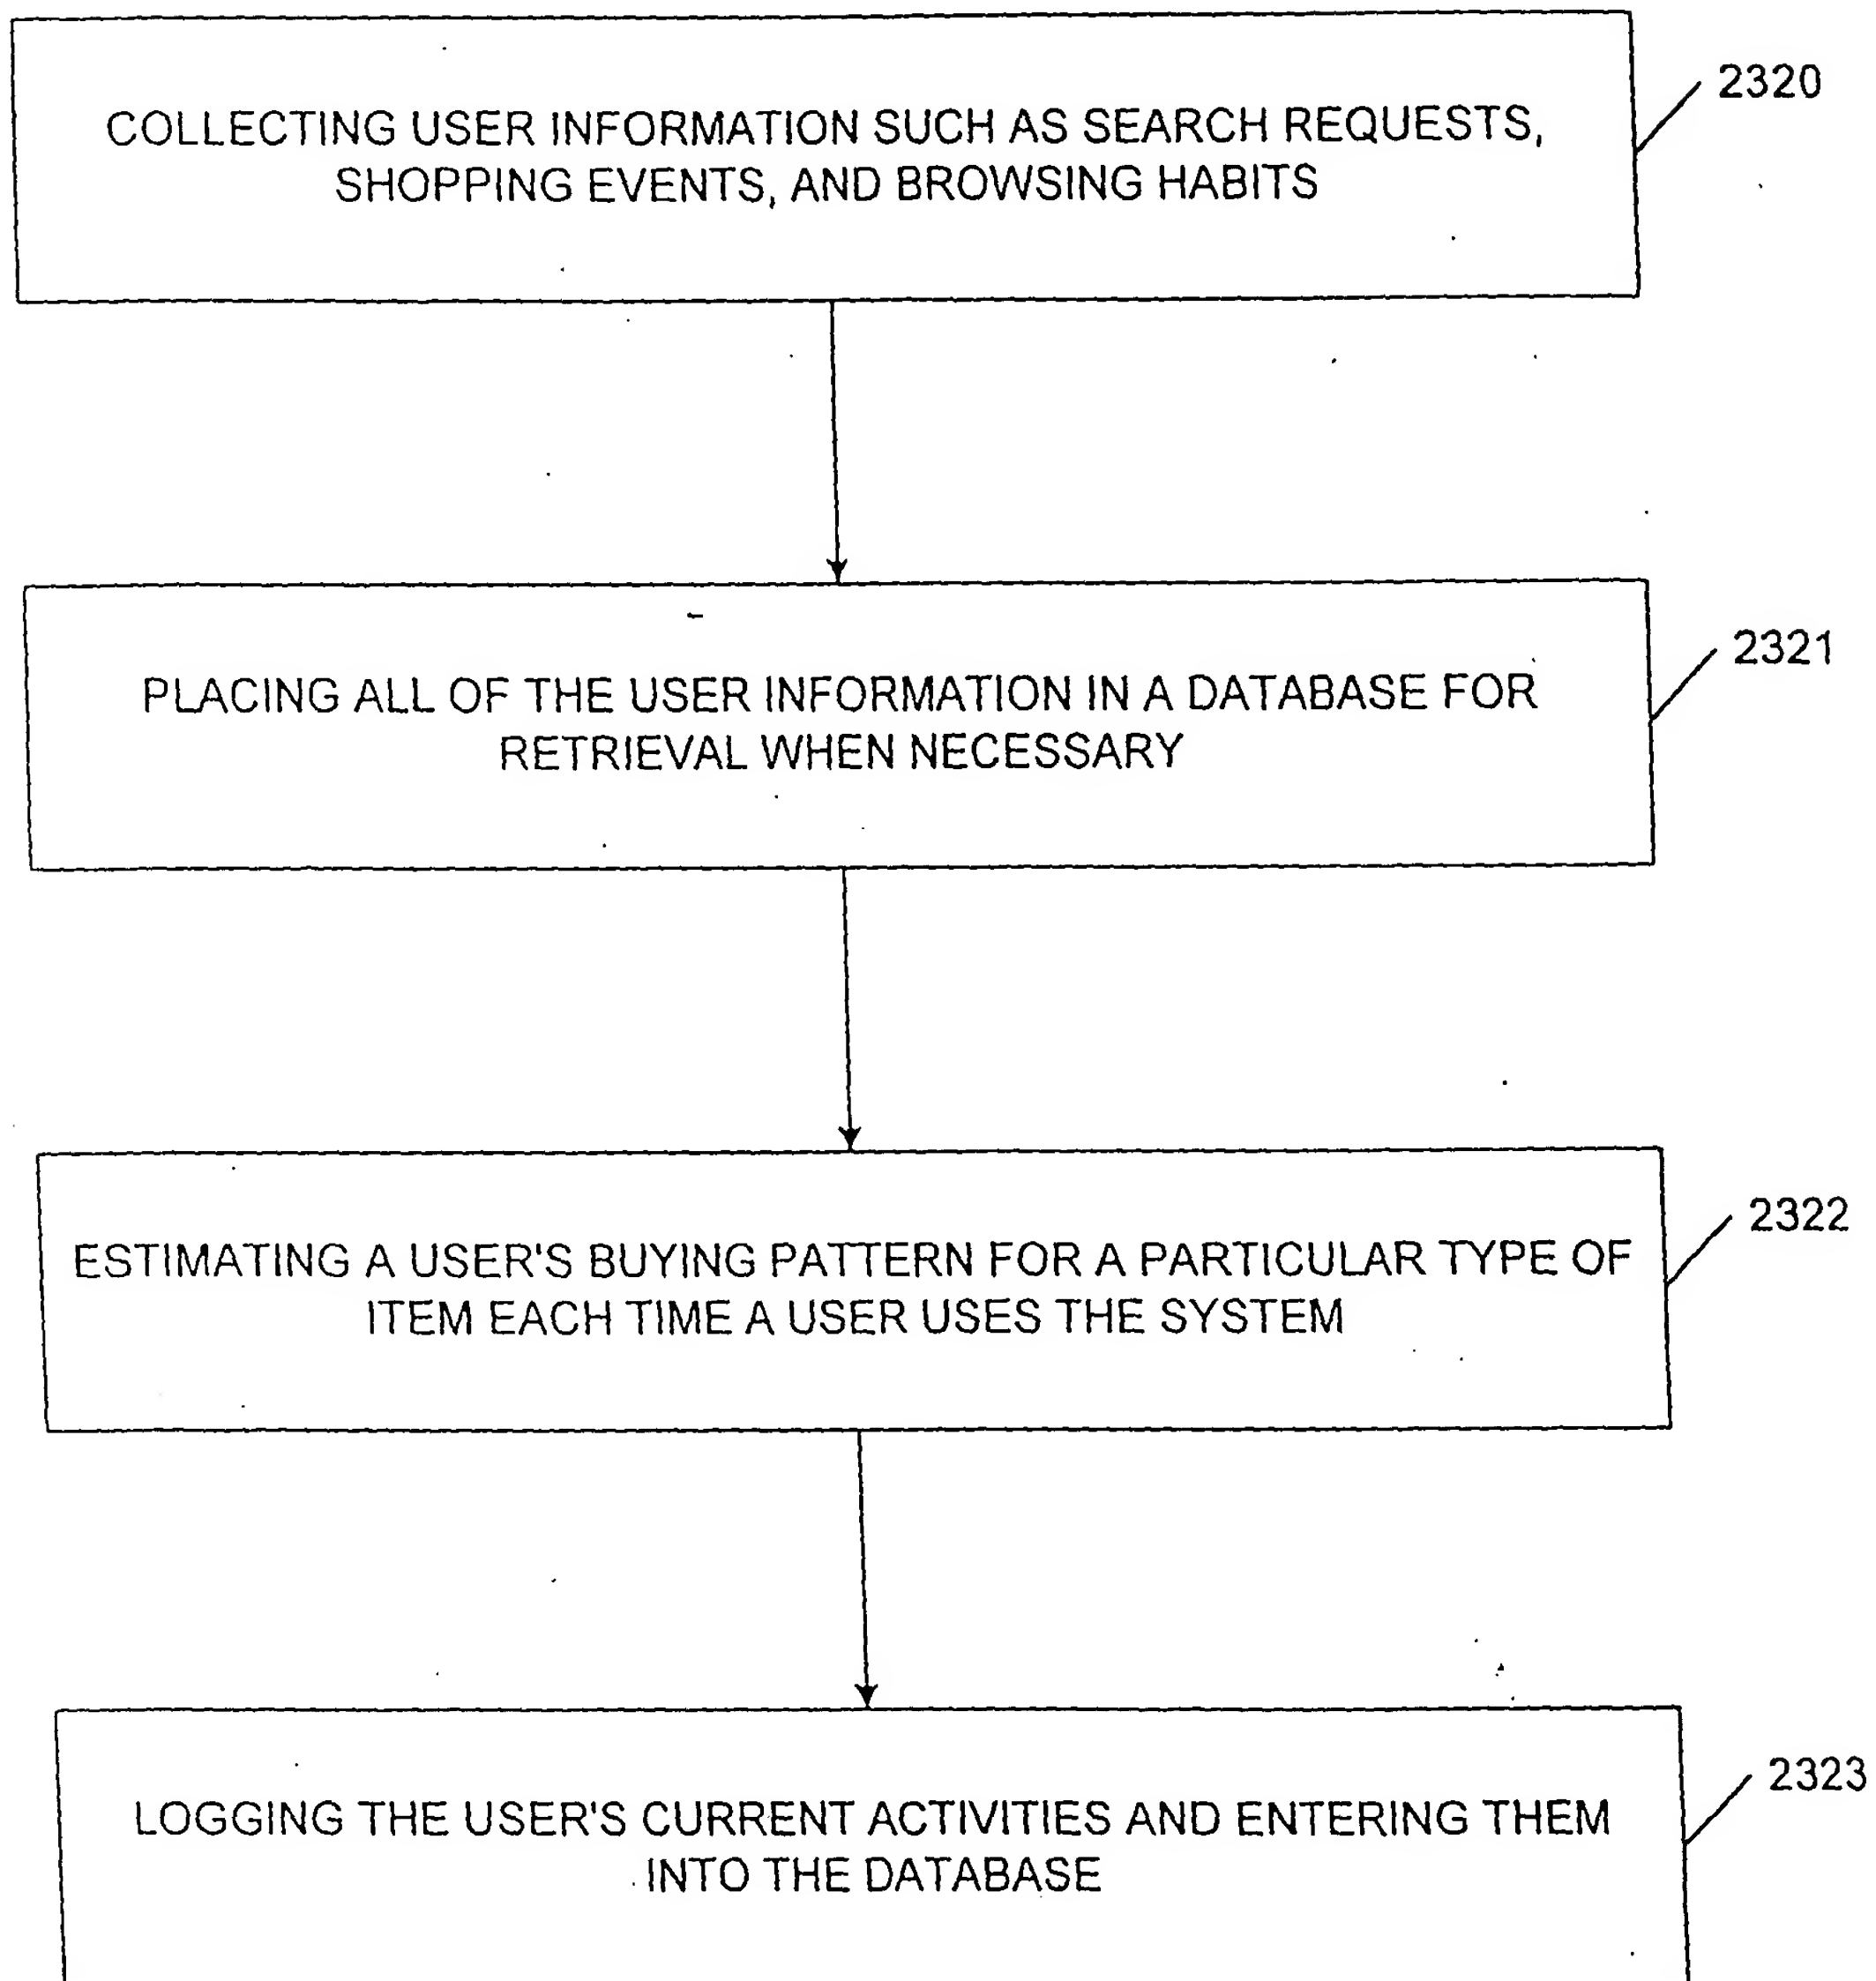 2320
COLLECTING USER INFORMATION SUCH AS SEARCH REQUESTS,
SHOPPING EVENTS, AND BROWSING HABITS
2321
PLACING ALL OF THE USER INFORMATION IN A DATABASE FOR
RETRIEVAL WHEN NECESSARY
2322
ESTIMATING A USER'S BUYING PATTERN FOR A PARTICULAR TYPE OF
ITEM EACH TIME A USER USES THE SYSTEM
2323
LOGGING THE USER'S CURRENT ACTIVITIES AND ENTERING THEM
INTO THE DATABASE